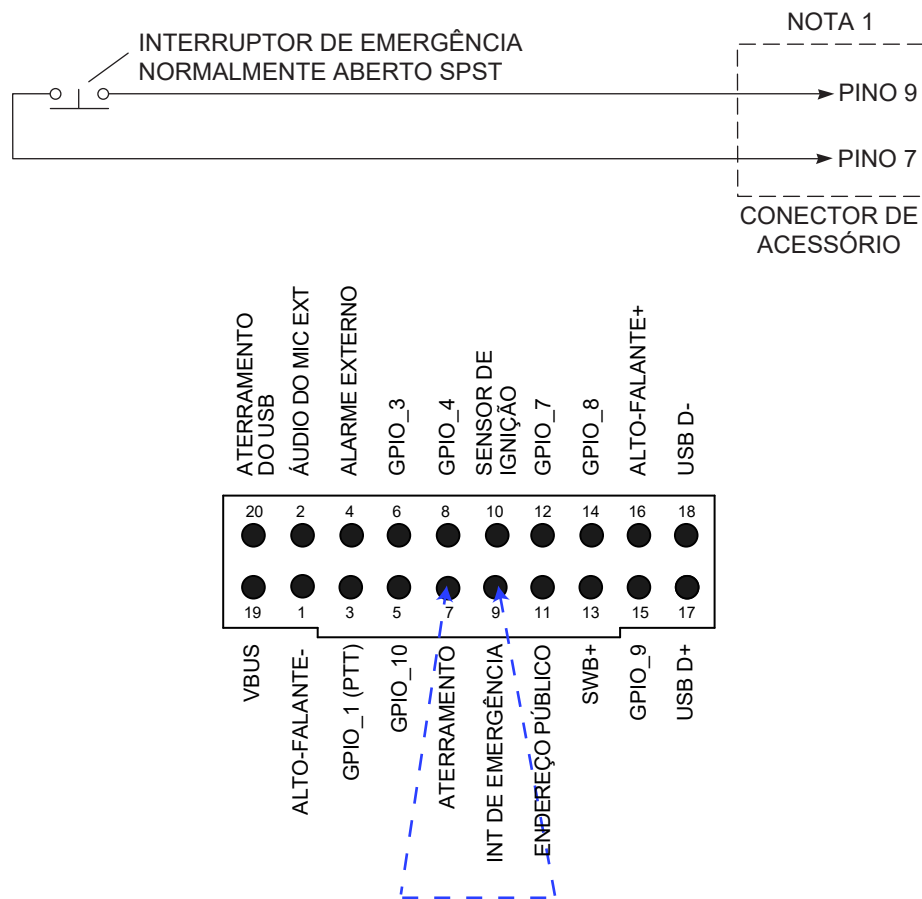 NOTA 1
INTERRUPTOR DE EMERGÊNCIA
NORMALMENTE ABERTO SPST
PINO 9
PINO 7
CONECTOR DE
ACESSÓRIO
ATERRAMENTO
DO USB
ÁUDIO DO MIC EXT
ALARME EXTERNO
GPIO_3
GPIO_4
SENSOR DE
IGNIÇÃO
GPIO_7
GPIO_8
ALTO-FALANTE+
USB D-
20 2 4 6 8 10 12 14 16 18
19 1 3 5 7 9 11 13 15 17
VBUS
ALTO-FALANTE-
GPIO_1 (PTT)
GPIO_10
ATERRAMENTO
INT DE EMERGÊNCIA
ENDEREÇO PÚBLICO
SWB+
GPIO_9
USB D+